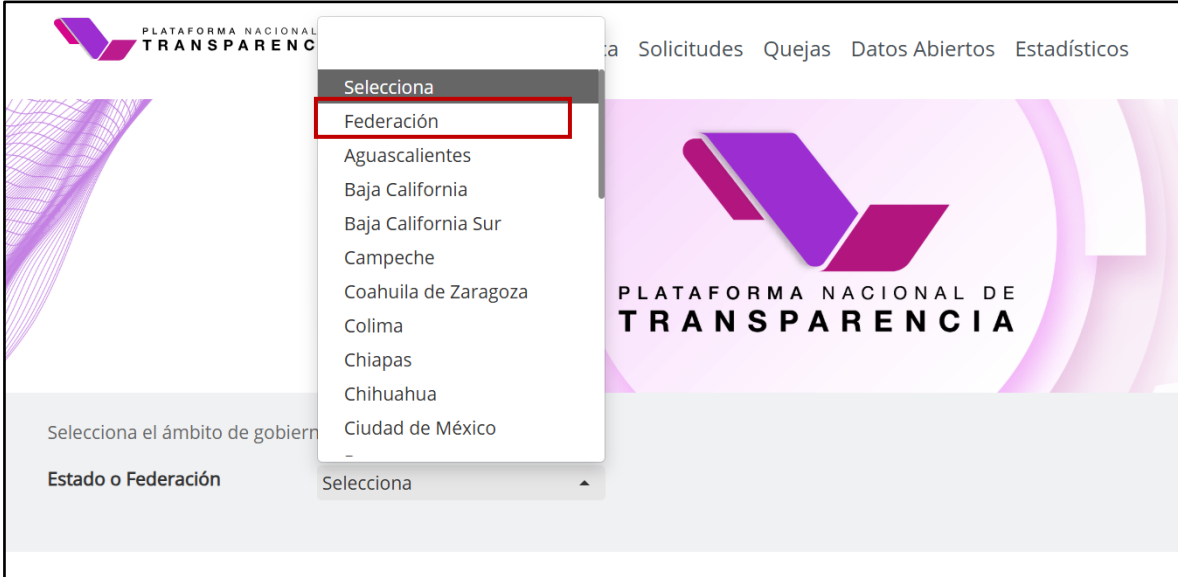 PLATAFORMA NACIONAL
TRANSPARENC
Solicitudes Quejas Datos Abiertos Estadísticos
Selecciona
Federación
Aguascalientes
Baja California
Baja California Sur
Campeche
Coahuila de Zaragoza
Colima
Chiapas
Chihuahua
Ciudad de México
PLATAFORMA NACIONAL DE
TRANSPARENCIA
Selecciona el ámbito de gobiern
Estado o Federación
Selecciona